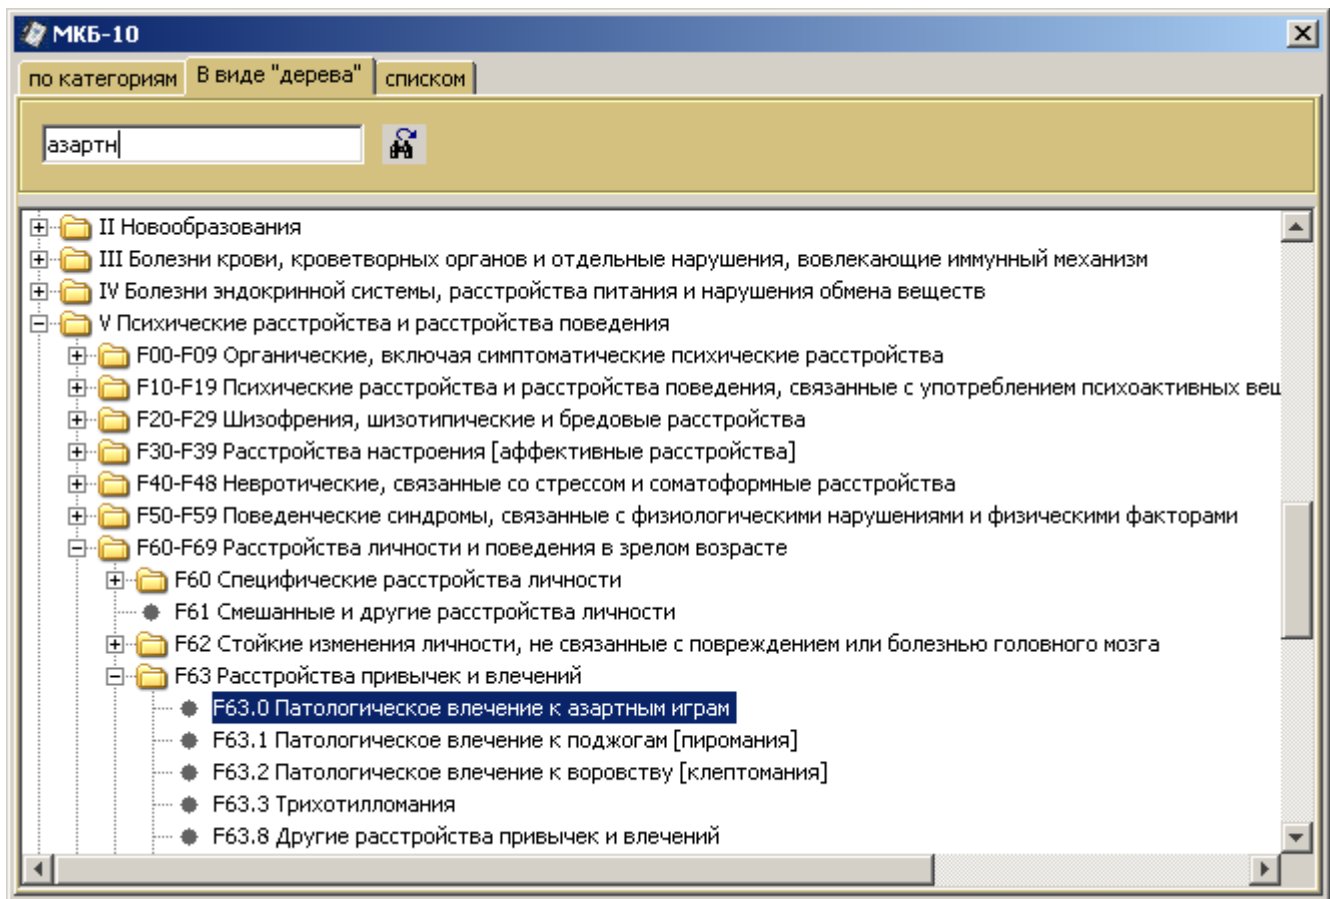 МКБ-10
по категориям В виде "дерева" списком
азартн
II Новообразования
III Болезни крови, кроветворных органов и отдельные нарушения, вовлекающие иммунный механизм
IV Болезни эндокринной системы, расстройства питания и нарушения обмена веществ
V Психические расстройства и расстройства поведения
F00-F09 Органические, включая симптоматические психические расстройства
F10-F19 Психические расстройства и расстройства поведения, связанные с употреблением психоактивных вещ
F20-F29 Шизофрения, шизотипические и бредовые расстройства
F30-F39 Расстройства настроения [аффективные расстройства]
F40-F48 Невротические, связанные со стрессом и соматоформные расстройства
F50-F59 Поведенческие синдромы, связанные с физиологическими нарушениями и физическими факторами
F60-F69 Расстройства личности и поведения в зрелом возрасте
F60 Специфические расстройства личности
F61 Смешанные и другие расстройства личности
F62 Стойкие изменения личности, не связанные с повреждением или болезнью головного мозга
F63 Расстройства привычек и влечений
F63.0 Патологическое влечение к азартным играм
F63.1 Патологическое влечение к поджогам [пиромания]
F63.2 Патологическое влечение к воровству [клептомания]
F63.3 Трихотилломания
F63.8 Другие расстройства привычек и влечений